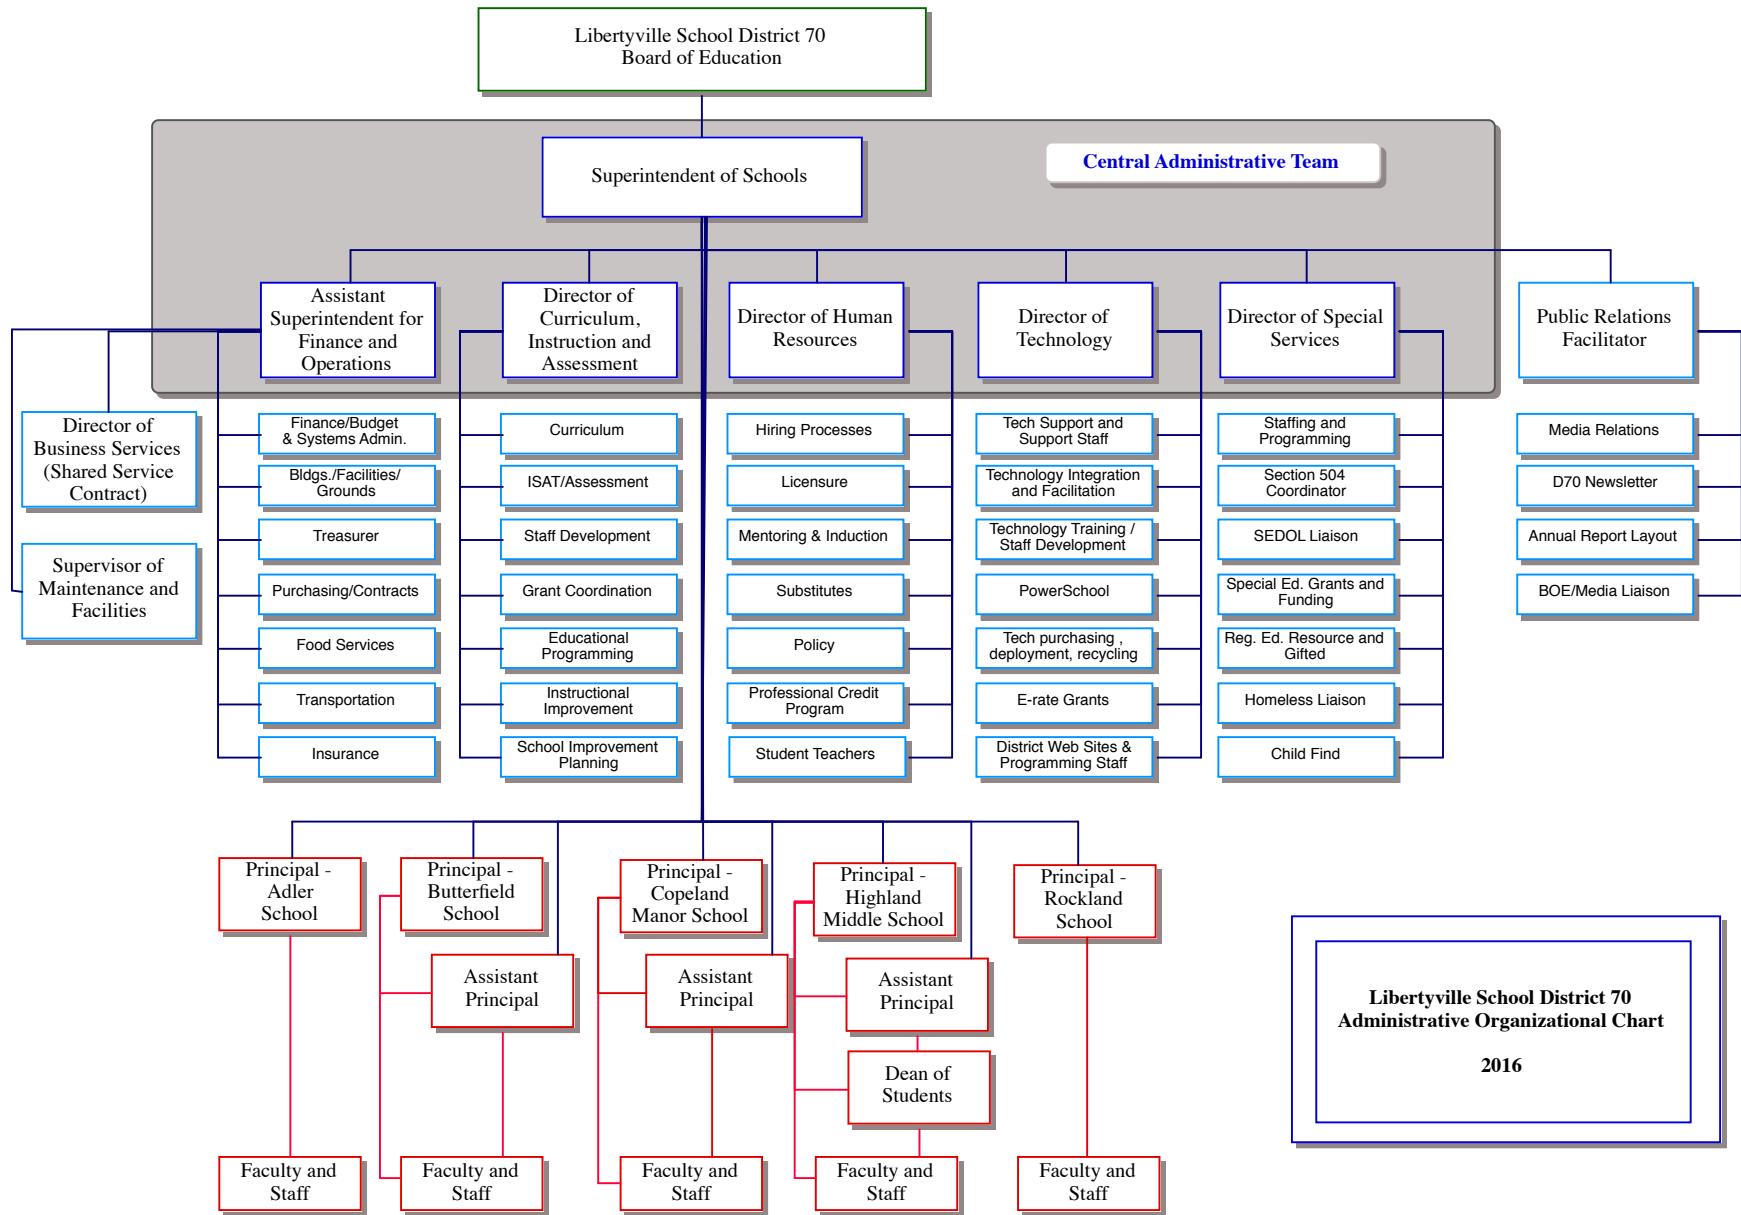 Libertyville School District 70
Board of Education
Superintendent of Schools
Central Administrative Team
Assistant
Superintendent for
Finance and
Operations
Director of
Curriculum,
Instruction and
Assessment
Director of Human
Resources
Director of
Technology
Director of Special
Services
Public Relations
Facilitator
Director of
Business Services
(Shared Service
Contract)
Supervisor of
Maintenance and
Facilities
Finance/Budget
& Systems Admin.
Bldgs./Facilities/
Grounds
Treasurer
Purchasing/Contracts
Food Services
Transportation
Insurance
Curriculum
ISAT/Assessment
Staff Development
Grant Coordination
Educational
Programming
Instructional
Improvement
School Improvement
Planning
Hiring Processes
Licensure
Mentoring & Induction
Substitutes
Policy
Professional Credit
Program
Student Teachers
Tech Support and
Support Staff
Technology Integration
and Facilitation
Technology Training /
Staff Development
PowerSchool
Tech purchasing ,
deployment, recycling
E-rate Grants
District Web Sites &
Programming Staff
Staffing and
Programming
Section 504
Coordinator
SEDOL Liaison
Special Ed. Grants and
Funding
Reg. Ed. Resource and
Gifted
Homeless Liaison
Child Find
Media Relations
D70 Newsletter
Annual Report Layout
BOE/Media Liaison
Principal -
Adler
School
Principal -
Butterfield
School
Principal -
Copeland
Manor School
Principal -
Highland
Middle School
Principal -
Rockland
School
Assistant
Principal
Assistant
Principal
Assistant
Principal
Dean of
Students
Faculty and
Staff
Faculty and
Staff
Faculty and
Staff
Faculty and
Staff
Faculty and
Staff
Libertyville School District 70
Administrative Organizational Chart
2016